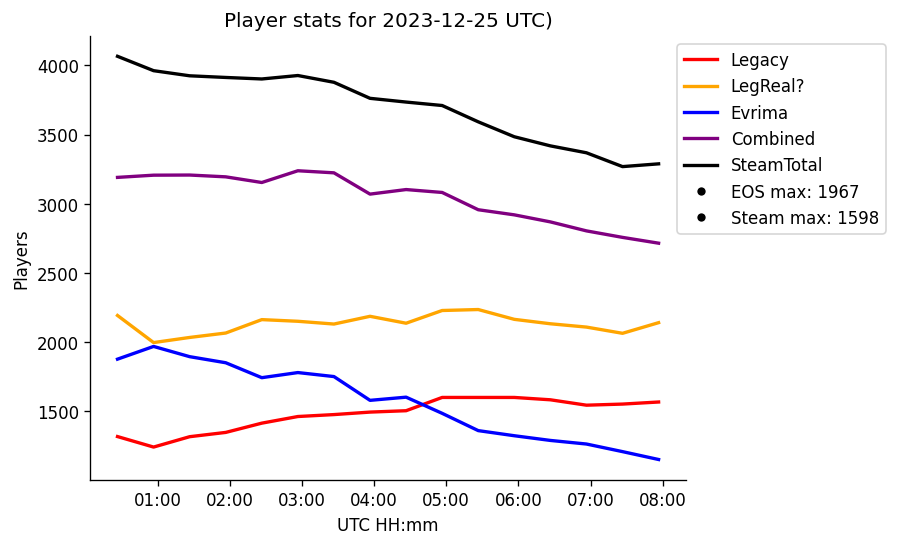 Player stats for 2023-12-25 UTC)
4000
3500
3000
2500
2000
1500
Players
01:00 02:00 03:00 04:00 05:00 06:00 07:00 08:00
UTC HH:mm
Legacy
LegReal?
Evrima
Combined
SteamTotal
EOS max: 1967
Steam max: 1598